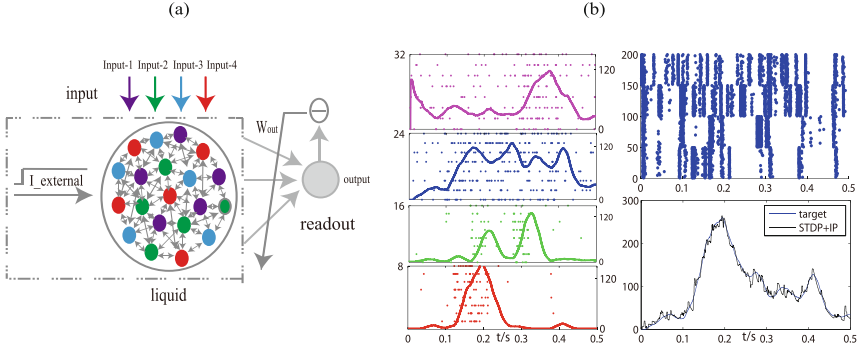 (a)
Input-1 Input-2 Input-3 Input-4
input
I_external
Wout
output
readout
liquid
(b)
32
120
0
24
120
0
16
120
0
8
120
0
0
0 0.1 0.2 0.3 0.4 0.5
t/s
200
150
100
50
0
0 0.1 0.2 0.3 0.4 0.5
300
200
100
0
target
STDP+IP
0 0.1 0.2 0.3 0.4 0.5
t/s